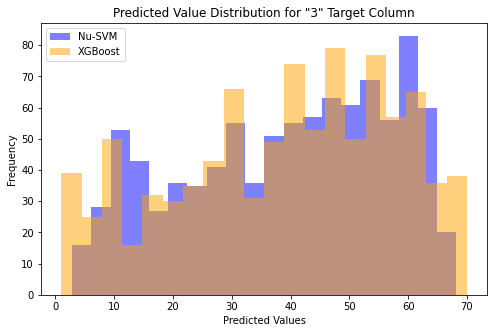 Predicted Value Distribution for "3" Target Column
Nu-SVM
XGBoost
Frequency
80
70
60
50
40
30
20
10
0
0 10 20 30 40 50 60 70
Predicted Values